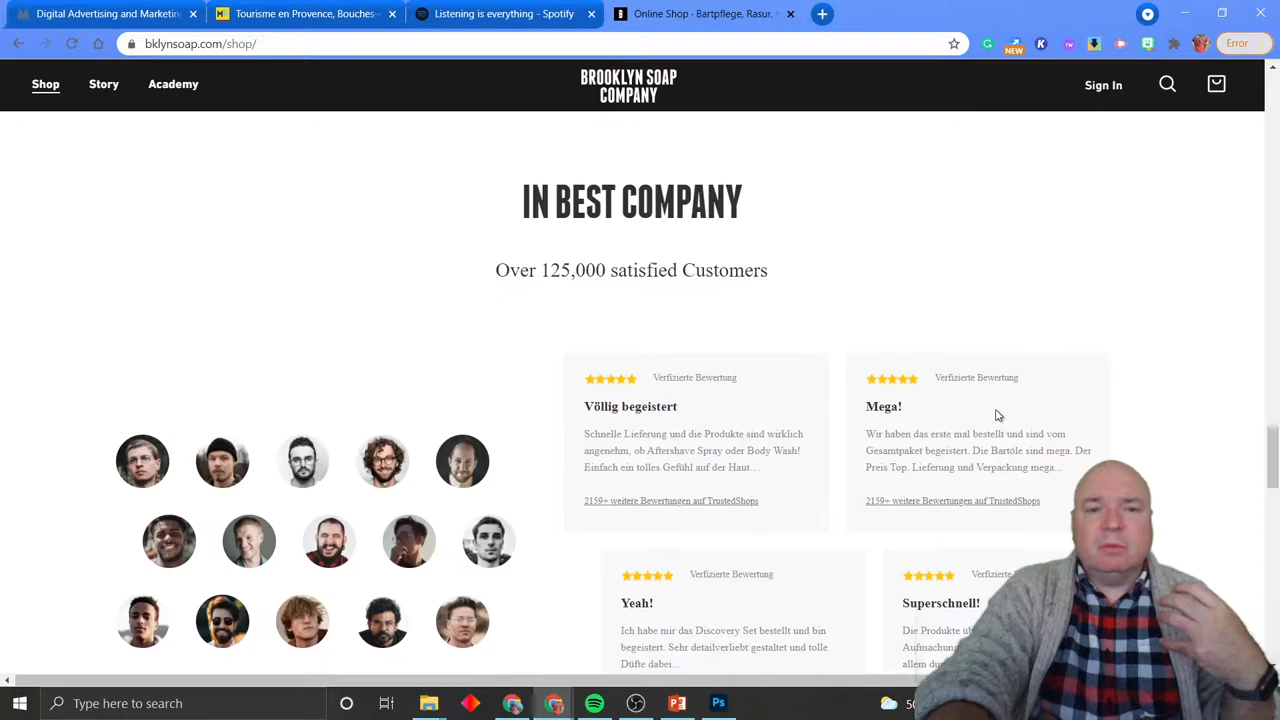 Digital Advertising and Marketin
Tourisme en Provence, Bouches-
Listening is everything - Spotify
Online Shop - Bartpflege, Rasur,
bklynsoap.com/shop/
NEW
Error
Shop
Story
Academy
BROOKLYN SOAP
COMPANY
Sign In
IN BEST COMPANY
Over 125,000 satisfied Customers
Verfizierte Bewertung
Völlig begeistert
Schnelle Lieferung und die Produkte sind wirklich
angenehm, ob Aftershave Spray oder Body Wash!
Einfach ein tolles Gefühl auf der Haut…
2159+ weitere Bewertungen auf TrustedShops
Verfizierte Bewertung
Mega!
Wir haben das erste mal bestellt und sind vom
Gesamtpaket begeistert. Die Bartöle sind mega. Der
Preis Top. Lieferung und Verpackung mega...
2159+ weitere Bewertungen auf TrustedShops
Verfizierte Bewertung
Yeah!
Ich habe mir das Discovery Set bestellt und bin
begeistert. Sehr detailverliebt gestaltet und tolle
Düfte dabei...
Verfizierte
Superschnell!
Die Produkte
Aufmachung
allem
Type here to search